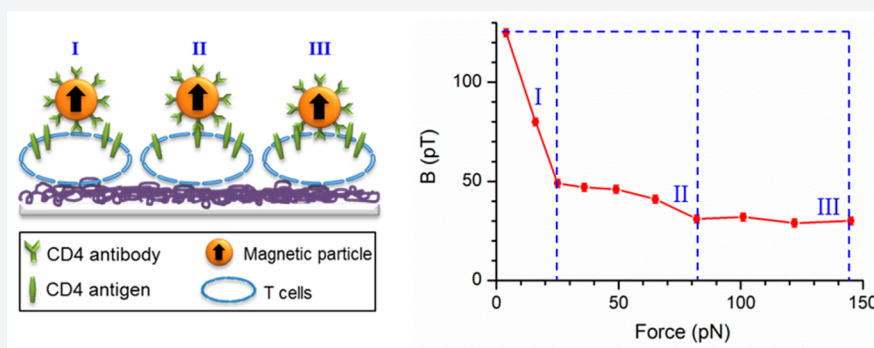 I II III
CD4 antibody Magnetic particle
CD4 antigen T cells
B (pT)
100
50
0
I
II
III
0 50 100 150
Force (pN)